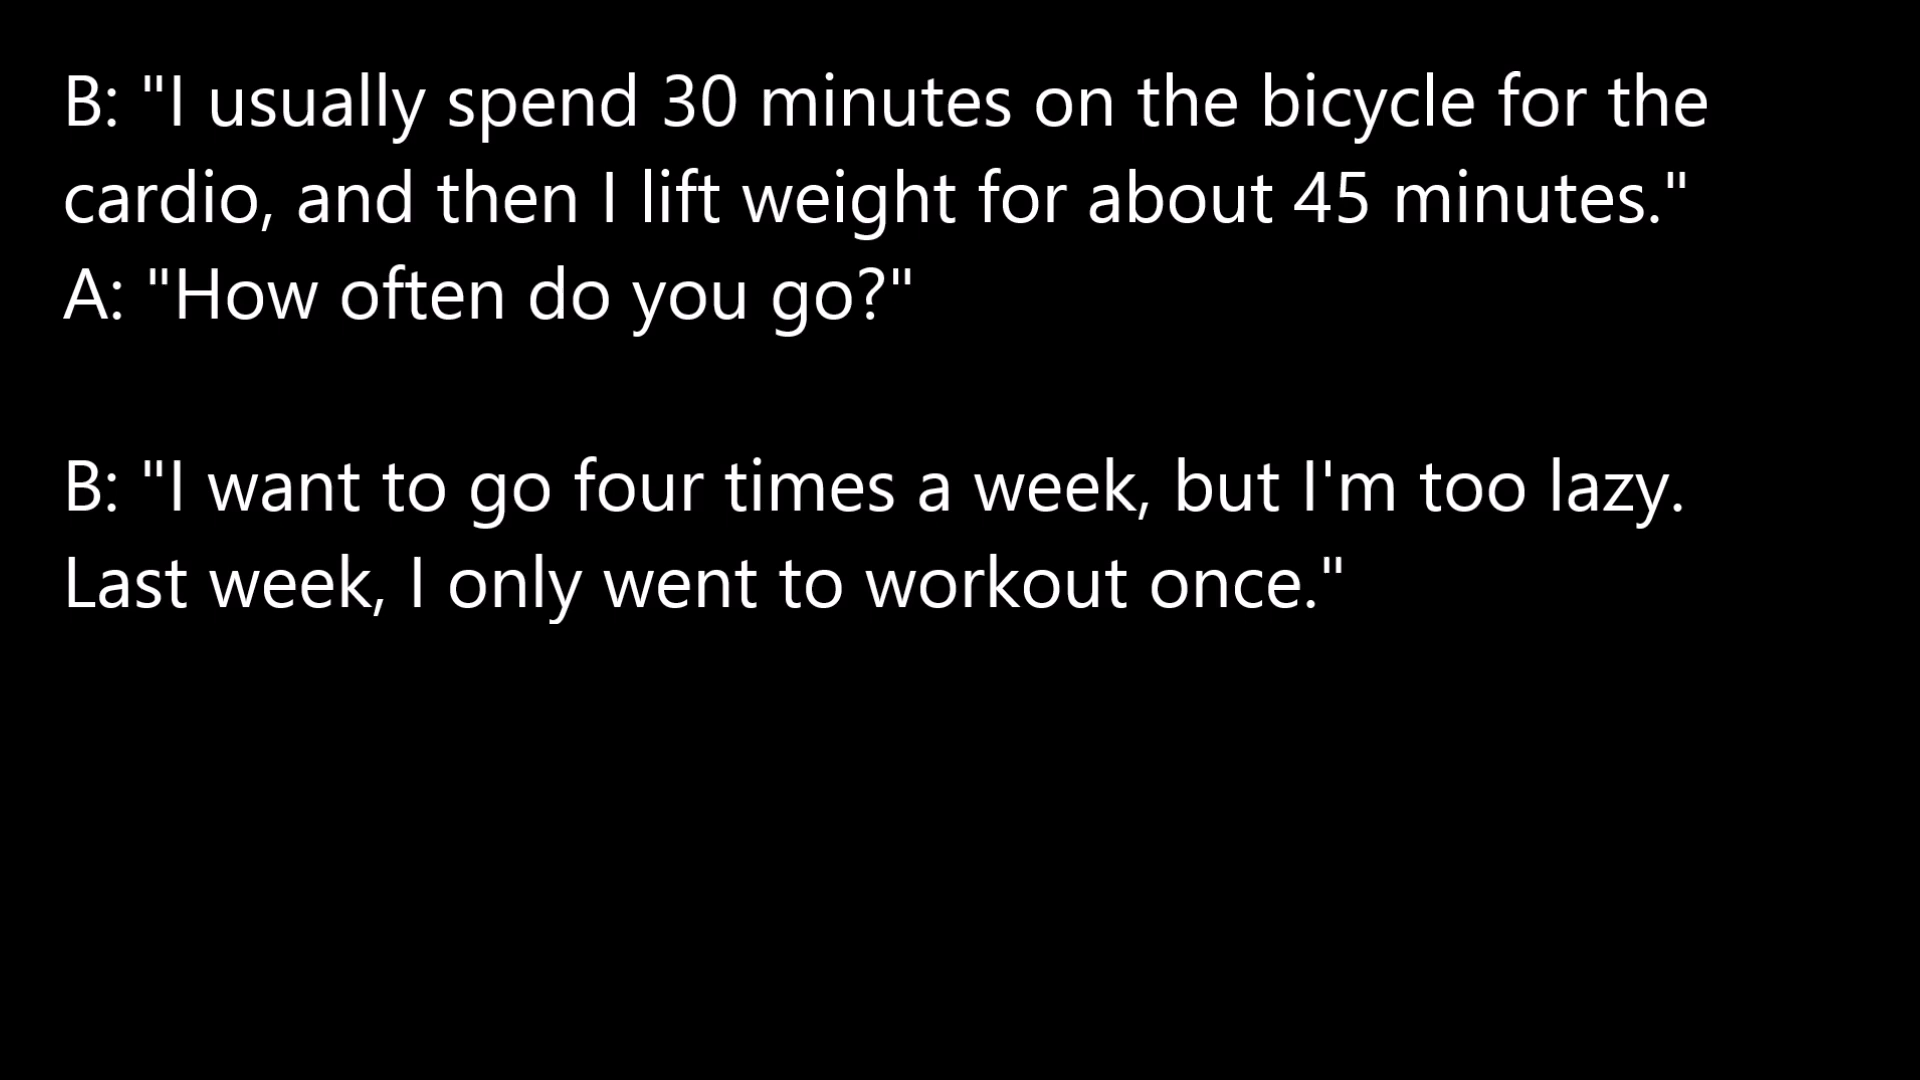 B: "I usually spend 30 minutes on the bicycle for the
cardio, and then I lift weight for about 45 minutes."
A: "How often do you go?"
B: "I want to go four times a week, but I'm too lazy.
Last week, I only went to workout once."